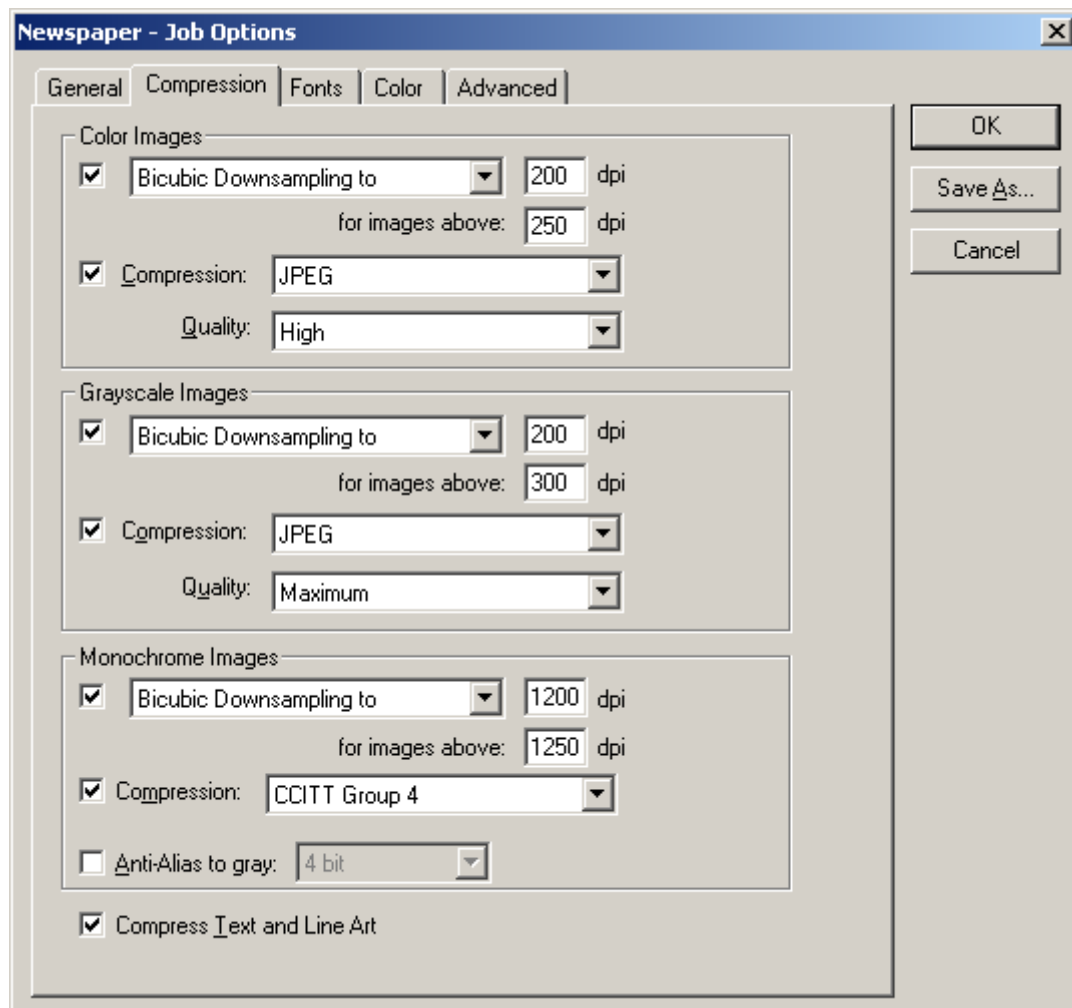 Newspaper - Job Options
General Compression Fonts Color Advanced
OK
Save As...
Cancel
Color Images
Bicubic Downsampling to 200 dpi
for images above: 250 dpi
Compression: JPEG
Quality: High
Grayscale Images
Bicubic Downsampling to 200 dpi
for images above: 300 dpi
Compression: JPEG
Quality: Maximum
Monochrome Images
Bicubic Downsampling to 1200 dpi
for images above: 1250 dpi
Compression: CCITT Group 4
Anti-Alias to gray: 4 bit
Compress Text and Line Art